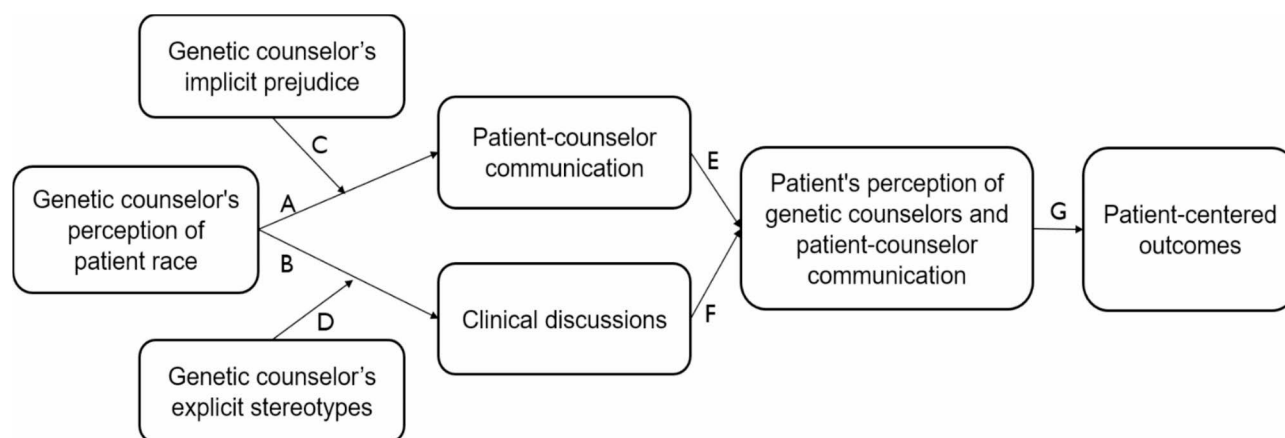 Genetic counselor’s
implicit prejudice
C
Patient-counselor
communication
E
Genetic counselor's
perception of
patient race
A
B
Patient's perception of
genetic counselors and
patient-counselor
communication
G
Patient-centered
outcomes
D
Clinical discussions
F
Genetic counselor’s
explicit stereotypes